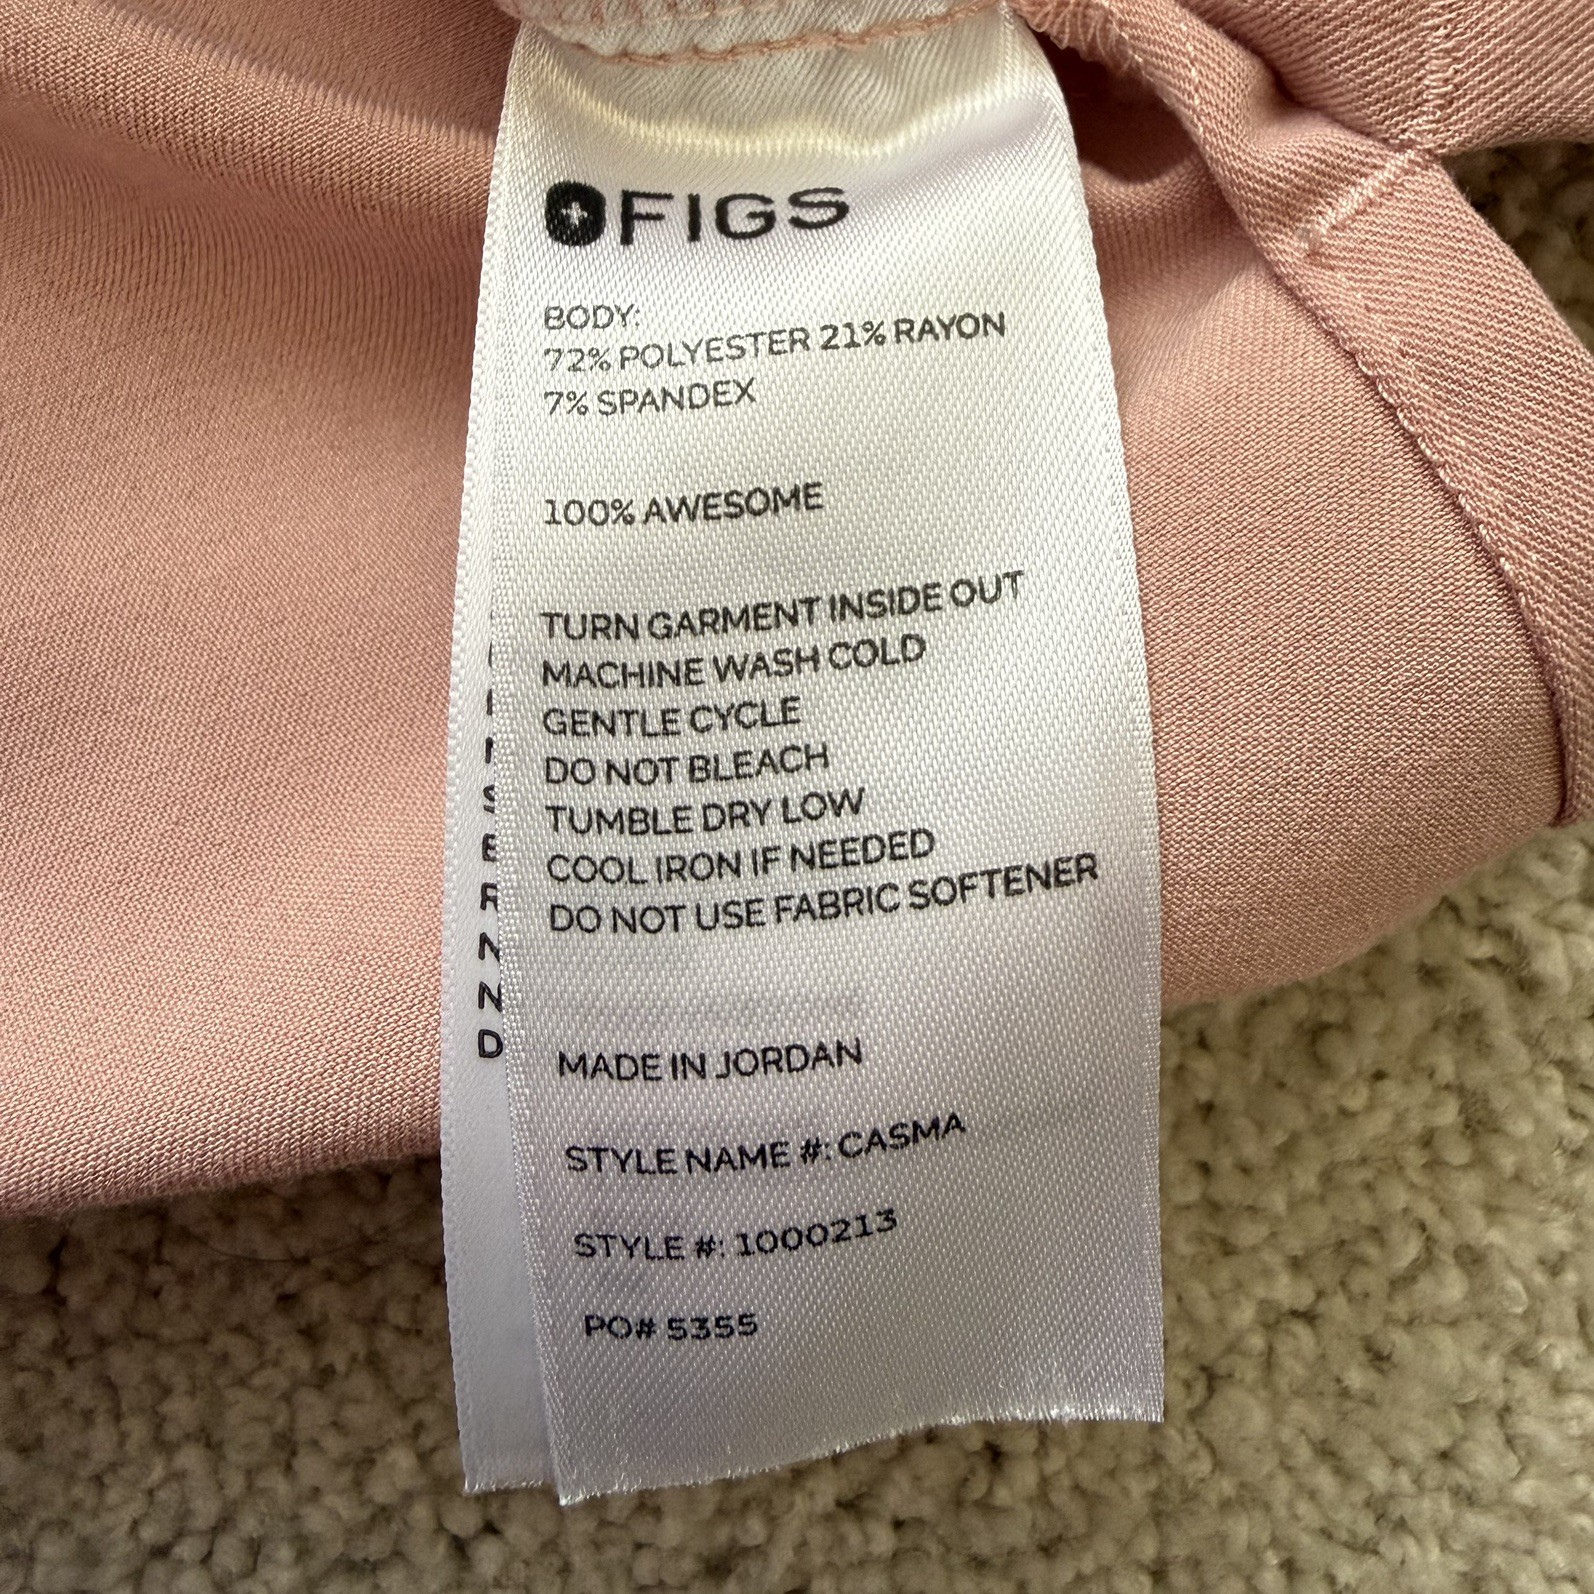 FIGS
BODY:
72% POLYESTER 21% RAYON
7% SPANDEX
100% AWESOME
TURN GARMENT INSIDE OUT
MACHINE WASH COLD
GENTLE CYCLE
DO NOT BLEACH
TUMBLE DRY LOW
COOL IRON IF NEEDED
DO NOT USE FABRIC SOFTENER
MADE IN JORDAN
STYLE NAME #: CASMA
STYLE #: 1000213
PO# 5355